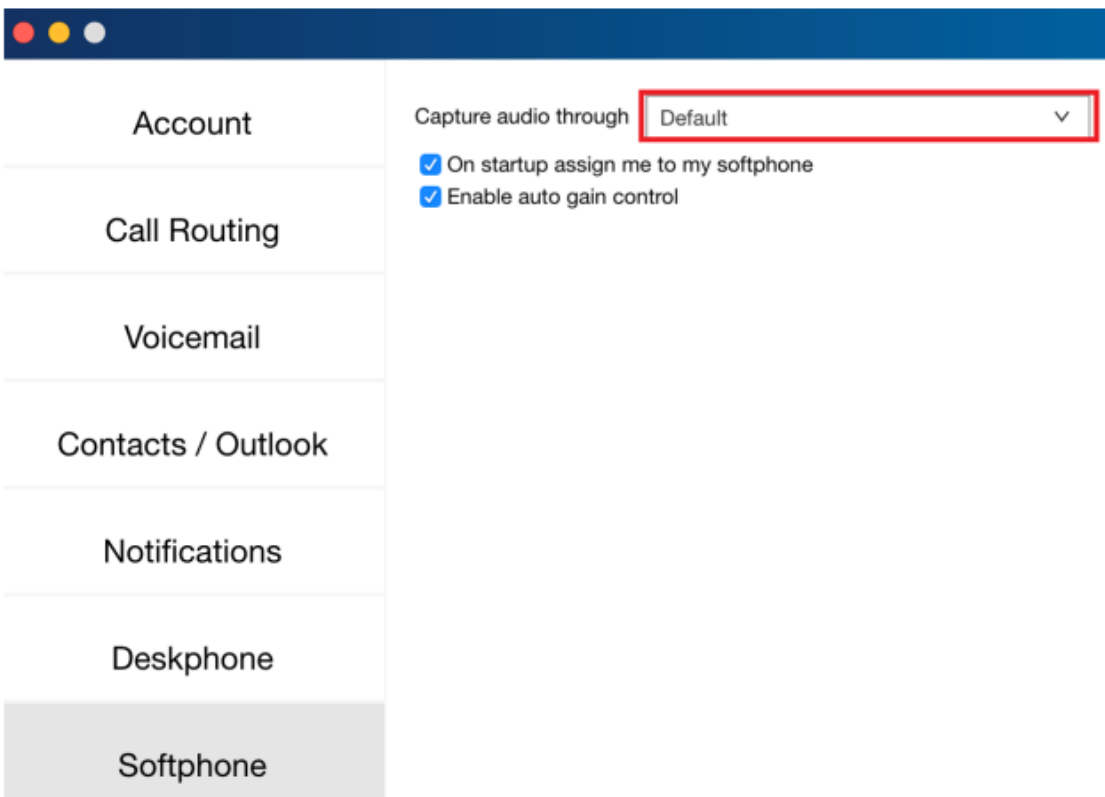 Account
Call Routing
Voicemail
Contacts / Outlook
Notifications
Deskphone
Softphone
Capture audio through Default
On startup assign me to my softphone
Enable auto gain control